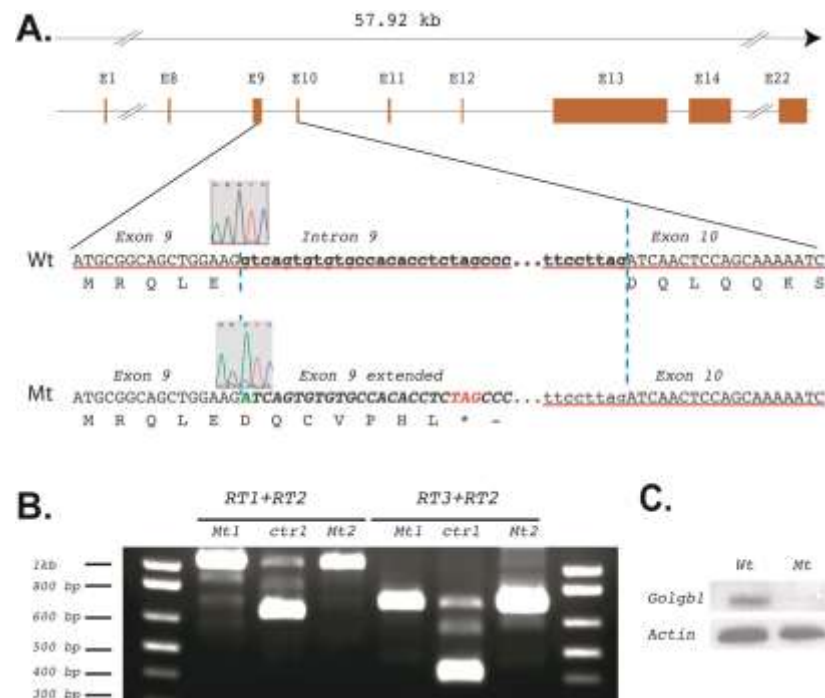 A.
57.92 kb
E1 E8 E9 E10 E11 E12 E13 E14 E22
Exon 9 Intron 9 Exon 10
Wt ATGCGGCAGCTGGAAGgtcagtgtgtgccacacctctagccc...ttccttagATCAACTCCAGCAAAAATC
M R Q L E D Q L Q Q K S
Exon 9 Exon 9 extended Exon 10
Mt ATGCGGCAGCTGGAAGATCAGTGTGTGCCACACCTCTAGCCC...ttccttagATCAACTCCAGCAAAAATC
M R Q L E D Q C V P H L * -
B.
RT1+RT2 RT3+RT2
Mt1 ctrl Mt2 Mt1 ctrl Mt2
1kb
800 bp
600 bp
500 bp
400 bp
300 bp
C.
Wt Mt
Golgb1
Actin